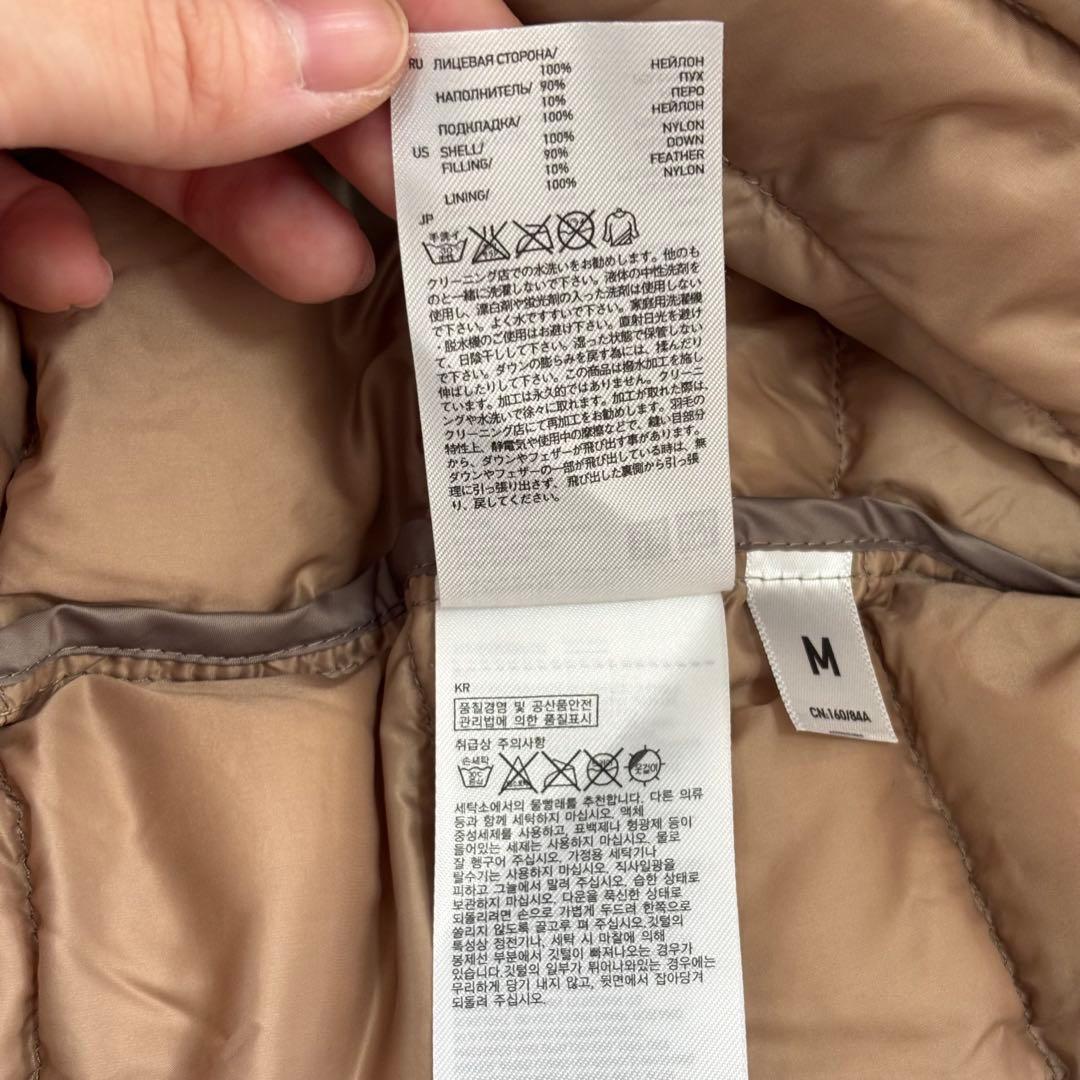 RU ЛИЦЕВАЯ СТОРОНА/ 100% НЕЙЛОН
НАПОЛНИТЕЛЬ/ 90% ПУХ
10% ПЕРО
ПОДКЛАДКА/ 100% НЕЙЛОН
US SHELL/ 100% NYLON
FILLING/ 90% DOWN
10% FEATHER
LINING/ 100% NYLON
JP
手洗イ
クリーニング店での水洗いをお勧めします。他のも
のと一緒に洗濯しないで下さい。液体の中性洗剤を
使用し、漂白剤や蛍光剤の入った洗剤は使用しない
で下さい。よく水ですすいで下さい。家庭用洗濯機
・脱水機のご使用はお避け下さい。直射日光を避け
て、日陰干しして下さい。湿った状態で保管しない
で下さい。ダウンの膨らみを戻す為には、揉んだり
伸ばしたりして下さい。この商品は撥水加工を施し
ています。加工は永久的ではありません。クリーニ
ングや水洗いで徐々に取れます。加工が取れた際は、
クリーニング店にて再加工をお勧めします。羽毛の
特性上、静電気や使用中の摩擦などで、縫い目部分
から、ダウンやフェザーが飛び出す事があります。
ダウンやフェザーの一部が飛び出している時は、無
理に引っ張り出さず、飛び出した裏側から引っ張
り、戻してください。
M
CN.160/84A
KR
품질경영 및 공산품안전
관리법에 의한 품질표시
취급상 주의사항
손세탁
30℃
중성
옷걸이
세탁소에서의 물빨래를 추천합니다. 다른 의류
등과 함께 세탁하지 마십시오. 액체
중성세제를 사용하고, 표백제나 형광제 등이
들어있는 세제는 사용하지 마십시오. 물로
잘 헹구어 주십시오. 가정용 세탁기나
탈수기는 사용하지 마십시오. 직사일광을
피하고 그늘에서 말려 주십시오. 습한 상태로
보관하지 마십시오. 다운을 푹신한 상태로
되돌리려면 손으로 가볍게 두드려 한쪽으로
쏠리지 않도록 골고루 펴 주십시오.깃털의
특성상 정전기나, 세탁 시 마찰에 의해
봉제선 부분에서 깃털이 빠져나오는 경우가
있습니다.깃털의 일부가 튀어나와있는 경우에는
무리하게 당기 내지 않고, 뒷면에서 잡아당겨
되돌려 주십시오.